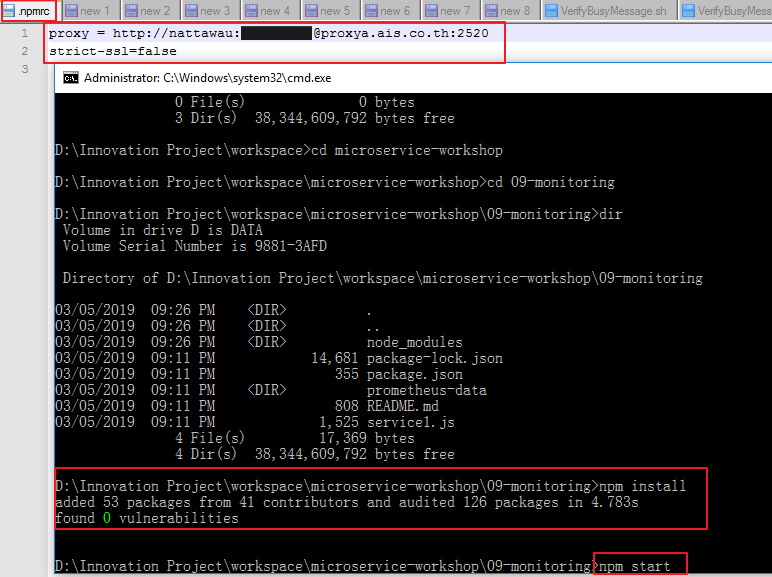 .npmrc new 1 new 2 new 3 new 4 new 5 new 6 new 7 new 8 VerifyBusyMessage.sh VerifyBusyMess
1 proxy = http://nattawau: @proxya.ais.co.th:2520
2 strict-ssl=false
3
Administrator: C:\Windows\system32\cmd.exe
0 File(s) 0 bytes
3 Dir(s) 38,344,609,792 bytes free
D:\Innovation Project\workspace>cd microservice-workshop
D:\Innovation Project\workspace\microservice-workshop>cd 09-monitoring
D:\Innovation Project\workspace\microservice-workshop\09-monitoring>dir
Volume in drive D is DATA
Volume Serial Number is 9881-3AFD
Directory of D:\Innovation Project\workspace\microservice-workshop\09-monitoring
03/05/2019 09:26 PM <DIR> .
03/05/2019 09:26 PM <DIR> ..
03/05/2019 09:26 PM <DIR> node_modules
03/05/2019 09:11 PM 14,681 package-lock.json
03/05/2019 09:11 PM 355 package.json
03/05/2019 09:11 PM <DIR> prometheus-data
03/05/2019 09:11 PM 808 README.md
03/05/2019 09:11 PM 1,525 service1.js
4 File(s) 17,369 bytes
4 Dir(s) 38,344,609,792 bytes free
D:\Innovation Project\workspace\microservice-workshop\09-monitoring>npm install
added 53 packages from 41 contributors and audited 126 packages in 4.783s
found 0 vulnerabilities
D:\Innovation Project\workspace\microservice-workshop\09-monitoring>npm start